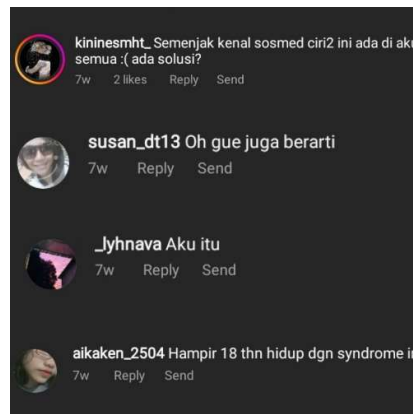 kininesmht_ Semenjak kenal sosmed ciri2 ini ada di aku
semua :( ada solusi?
7w 2 likes Reply Send
susan_dt13 Oh gue juga berarti
7w Reply Send
_lyhnava Aku itu
7w Reply Send
aikaken_2504 Hampir 18 thn hidup dgn syndrome
7w Reply Send